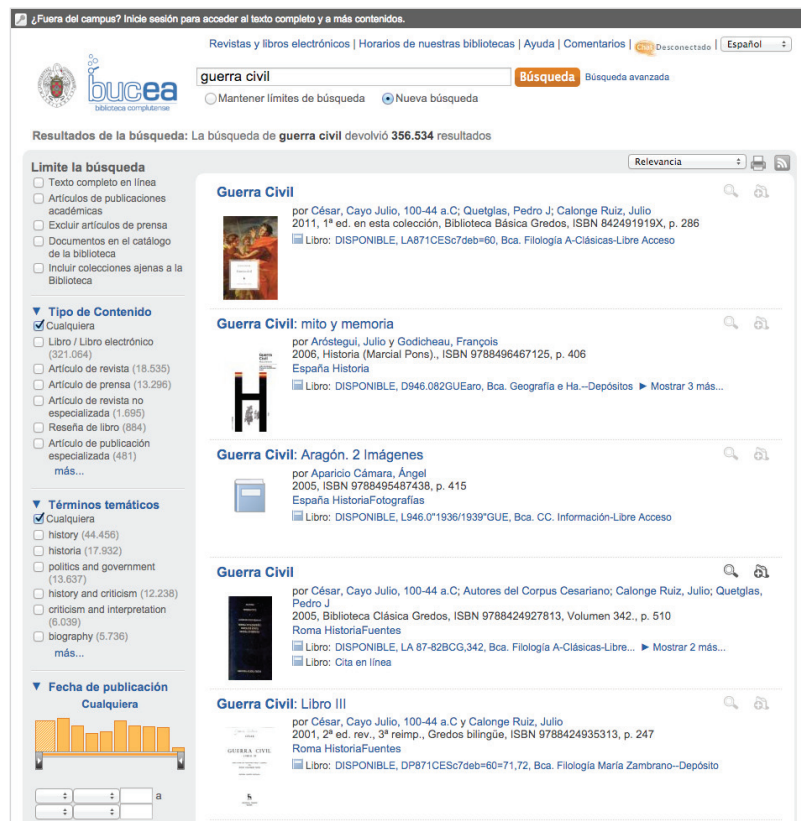 ¿Fuera del campus? Inicie sesión para acceder al texto completo y a más contenidos.
Revistas y libros electrónicos | Horarios de nuestras bibliotecas | Ayuda | Comentarios | Chat Desconectado | Español
bucea
biblioteca complutense
guerra civil
Búsqueda
Búsqueda avanzada
Mantener límites de búsqueda
Nueva búsqueda
Resultados de la búsqueda: La búsqueda de guerra civil devolvió 356.534 resultados
Limite la búsqueda
Texto completo en línea
Artículos de publicaciones
académicas
Excluir artículos de prensa
Documentos en el catálogo
de la biblioteca
Incluir colecciones ajenas a la
Biblioteca
▼ Tipo de Contenido
Cualquiera
Libro / Libro electrónico
(321.064)
Artículo de revista (18.535)
Artículo de prensa (13.296)
Artículo de revista no
especializada (1.695)
Reseña de libro (884)
Artículo de publicación
especializada (481)
más...
▼ Términos temáticos
Cualquiera
history (44.456)
historia (17.932)
politics and government
(13.637)
history and criticism (12.238)
criticism and interpretation
(6.039)
biography (5.736)
más...
▼ Fecha de publicación
Cualquiera
a
Relevancia
Guerra Civil
por César, Cayo Julio, 100-44 a.C; Quetglas, Pedro J; Calonge Ruiz, Julio
2011, 1ª ed. en esta colección, Biblioteca Básica Gredos, ISBN 842491919X, p. 286
Libro: DISPONIBLE, LA871CESc7deb=60, Bca. Filología A-Clásicas-Libre Acceso
Guerra Civil: mito y memoria
por Aróstegui, Julio y Godicheau, François
2006, Historia (Marcial Pons)., ISBN 9788496467125, p. 406
España Historia
Libro: DISPONIBLE, D946.082GUEaro, Bca. Geografía e Ha.--Depósitos ► Mostrar 3 más...
Guerra Civil: Aragón. 2 Imágenes
por Aparicio Cámara, Ángel
2005, ISBN 9788495487438, p. 415
España HistoriaFotografías
Libro: DISPONIBLE, L946.0"1936/1939"GUE, Bca. CC. Información-Libre Acceso
Guerra Civil
por César, Cayo Julio, 100-44 a.C; Autores del Corpus Cesariano; Calonge Ruiz, Julio; Quetglas,
Pedro J
2005, Biblioteca Clásica Gredos, ISBN 9788424927813, Volumen 342., p. 510
Roma HistoriaFuentes
Libro: DISPONIBLE, LA 87-82BCG,342, Bca. Filología A-Clásicas-Libre... ► Mostrar 2 más...
Libro: Cita en línea
Guerra Civil: Libro III
por César, Cayo Julio, 100-44 a.C y Calonge Ruiz, Julio
2001, 2ª ed. rev., 3ª reimp., Gredos bilingüe, ISBN 9788424935313, p. 247
Roma HistoriaFuentes
GUERRA CIVIL
Libro: DISPONIBLE, DP871CESc7deb=60=71,72, Bca. Filología María Zambrano--Depósito